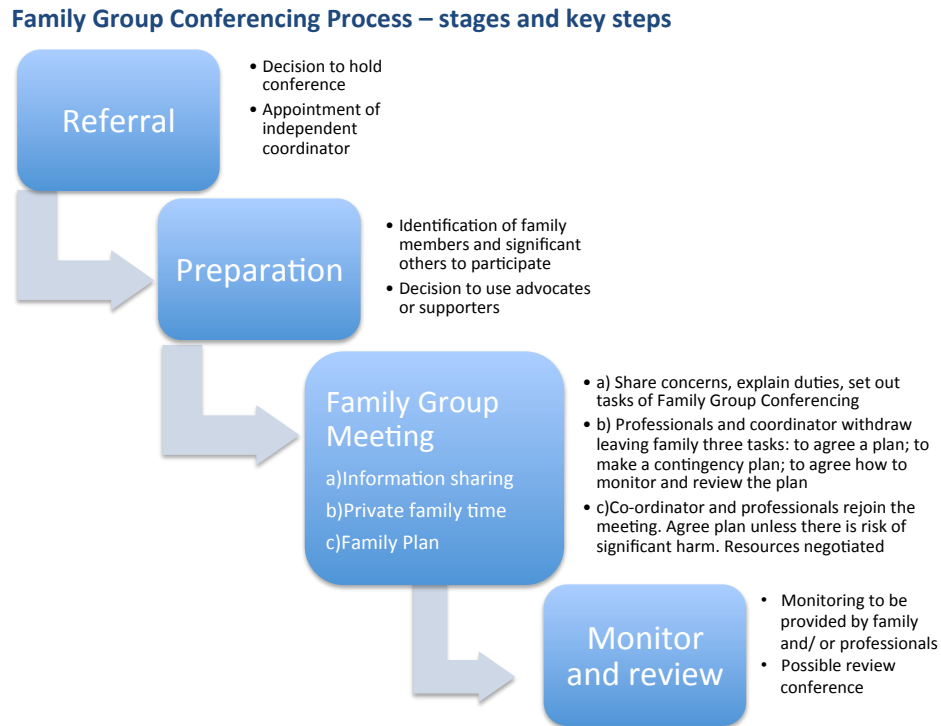 Family Group Conferencing Process – stages and key steps
Referral
• Decision to hold
conference
• Appointment of
independent
coordinator
Preparation
• Identification of family
members and significant
others to participate
• Decision to use advocates
or supporters
Family Group
Meeting
a)Information sharing
b)Private family time
c)Family Plan
• a) Share concerns, explain duties, set out
tasks of Family Group Conferencing
• b) Professionals and coordinator withdraw
leaving family three tasks: to agree a plan; to
make a contingency plan; to agree how to
monitor and review the plan
• c)Co-ordinator and professionals rejoin the
meeting. Agree plan unless there is risk of
significant harm. Resources negotiated
Monitor
and review
• Monitoring to be
provided by family
and/ or professionals
• Possible review
conference